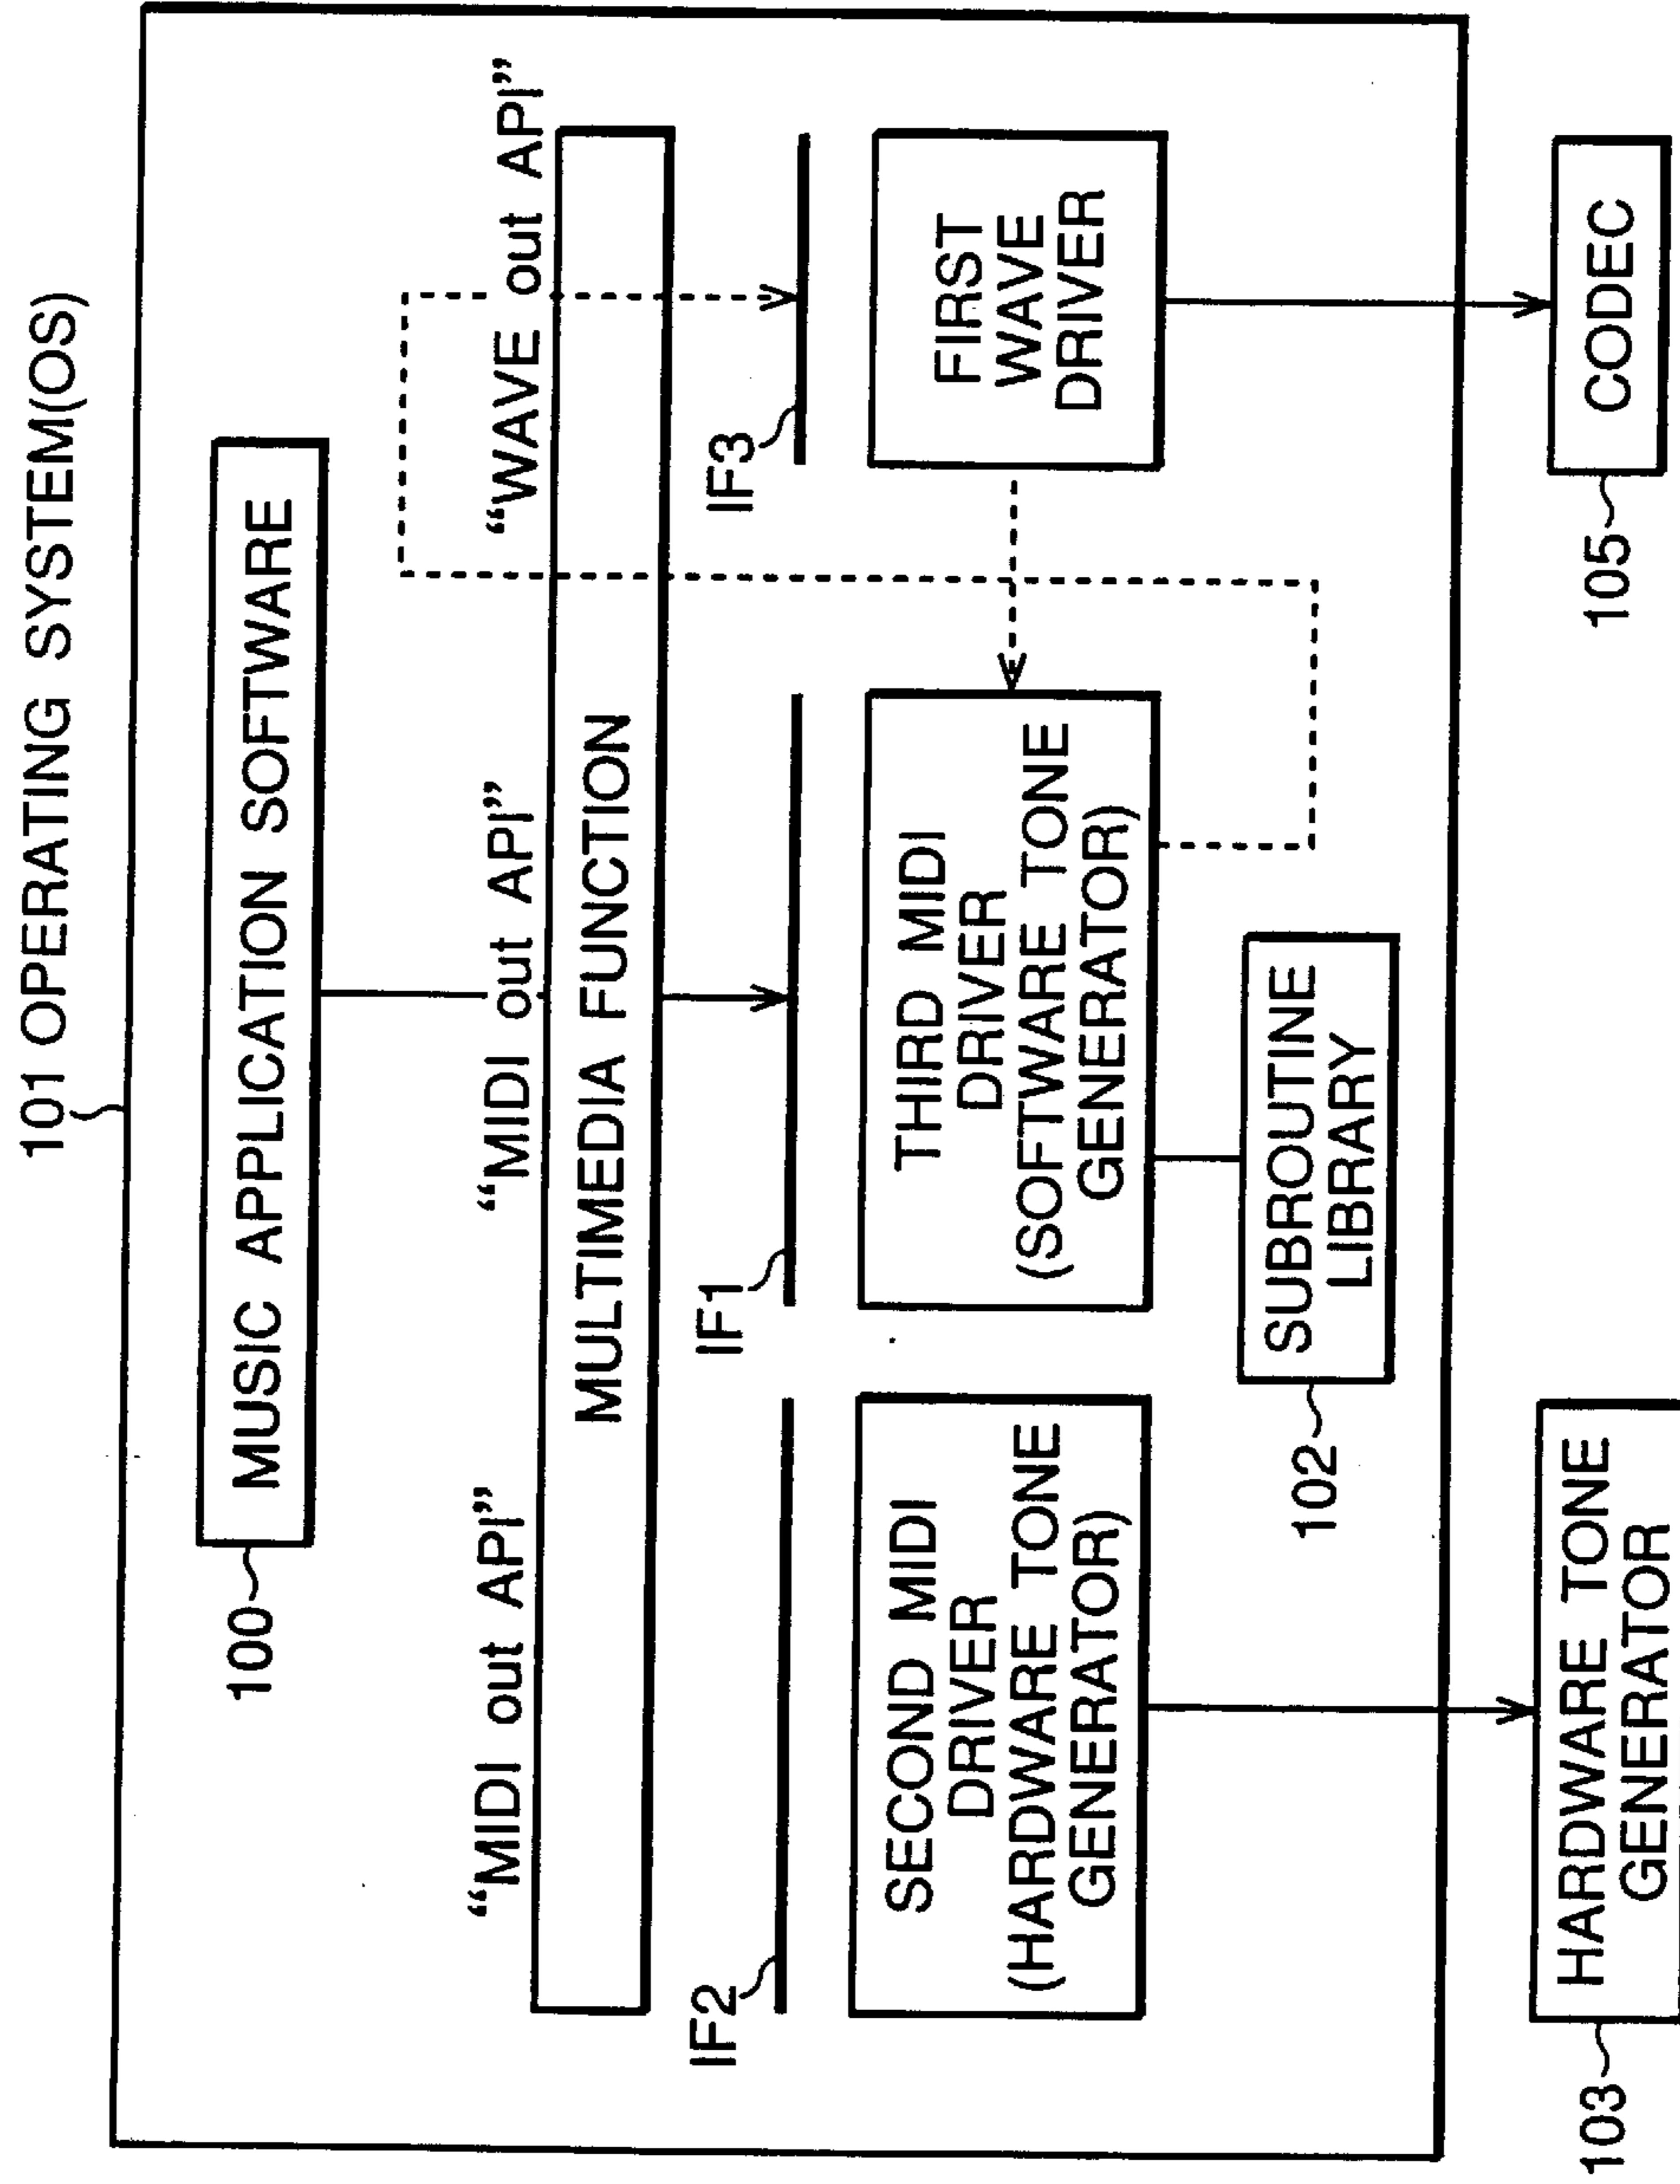 101 OPERATING SYSTEM(OS)
100
MUSIC APPLICATION SOFTWARE
“MIDI out API”
“MIDI out API”
“WAVE out API”
MULTIMEDIA FUNCTION
IF2
IF1
IF3
SECOND MIDI
DRIVER
(HARDWARE TONE
GENERATOR)
THIRD MIDI
DRIVER
(SOFTWARE TONE
GENERATOR)
FIRST
WAVE
DRIVER
102
SUBROUTINE
LIBRARY
103
HARDWARE TONE
GENERATOR
105
CODEC